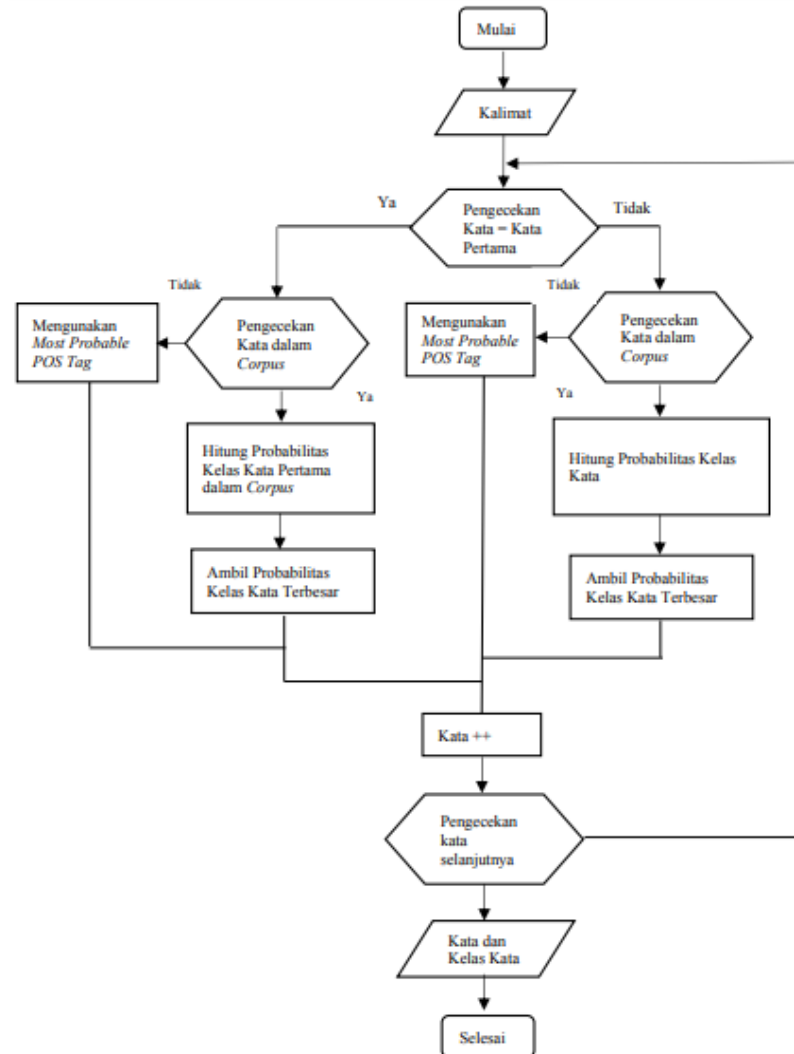 Mulai
Kalimat
Pengecekan
Kata = Kata
Pertama
Ya
Tidak
Tidak
Pengecekan
Kata dalam
Corpus
Mengunakan
Most Probable
POS Tag
Ya
Hitung Probabilitas
Kelas Kata Pertama
dalam Corpus
Ambil Probabilitas
Kelas Kata Terbesar
Tidak
Pengecekan
Kata dalam
Corpus
Mengunakan
Most Probable
POS Tag
Ya
Hitung Probabilitas Kelas
Kata
Ambil Probabilitas
Kelas Kata Terbesar
Kata ++
Pengecekan
kata
selanjutnya
Kata dan
Kelas Kata
Selesai